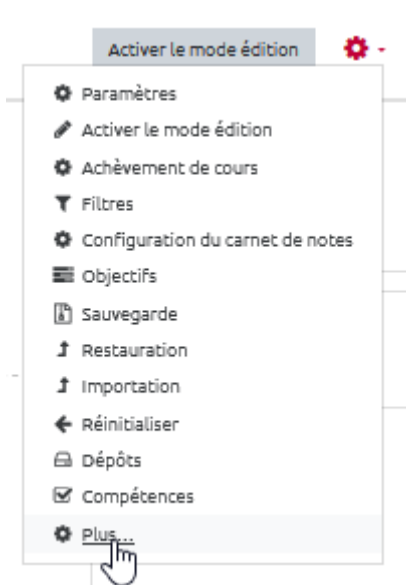 Activer le mode édition
Paramètres
Activer le mode édition
Achèvement de cours
Filtres
Configuration du carnet de notes
Objectifs
Sauvegarde
Restauration
Importation
Réinitialiser
Dépôts
Compétences
Plus...